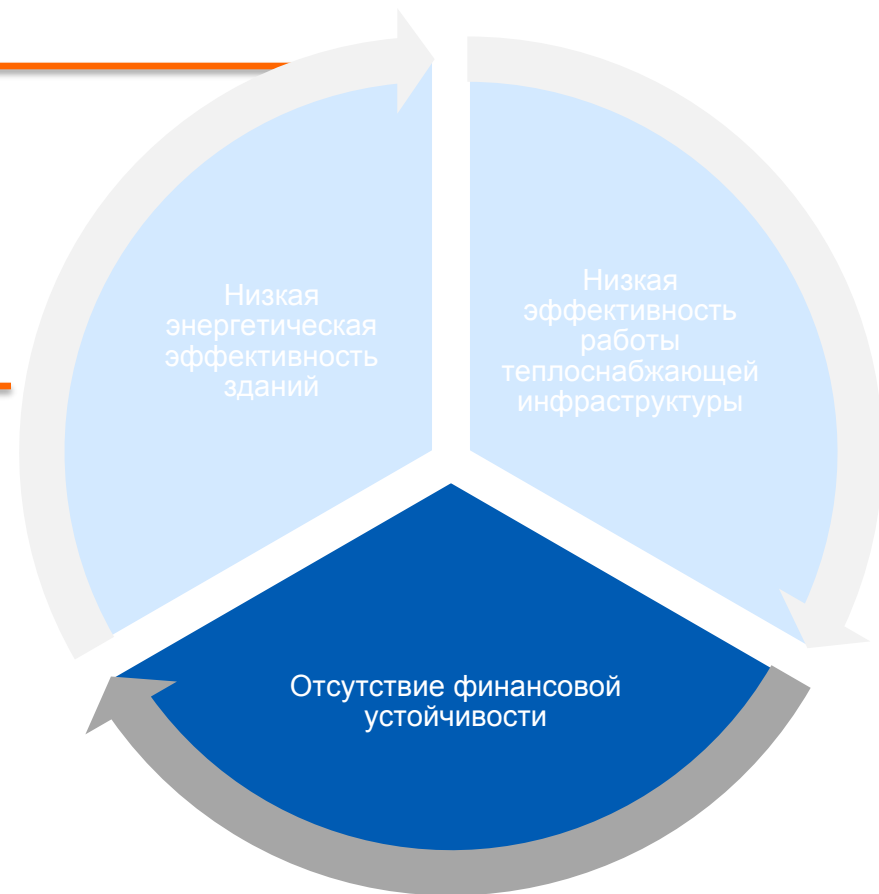 Низкая
энергетическая
эффективность
зданий
Низкая
эффективность
работы
теплоснабжающей
инфраструктуры
Отсутствие финансовой
устойчивости